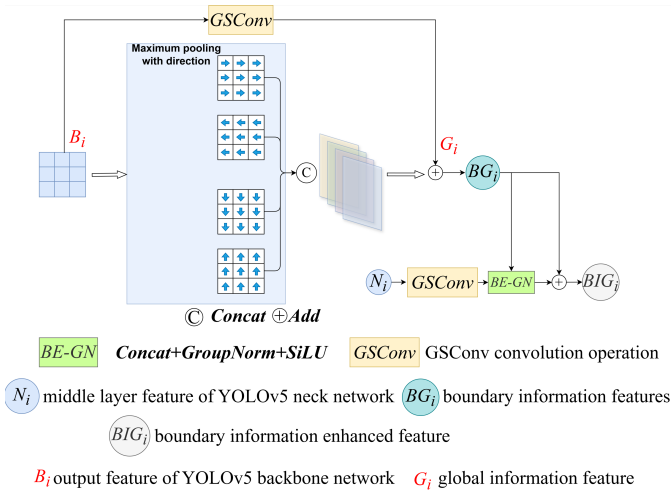 GSConv
Maximum pooling
with direction
B_i
G_i
C
+
BG_i
N_i
GSConv
BE-GN
+
BIG_i
C Concat +Add
BE-GN Concat+GroupNorm+SiLU GSConv GSConv convolution operation
N_i middle layer feature of YOLOv5 neck network BG_i boundary information features
BIG_i boundary information enhanced feature
B_i output feature of YOLOv5 backbone network G_i global information feature